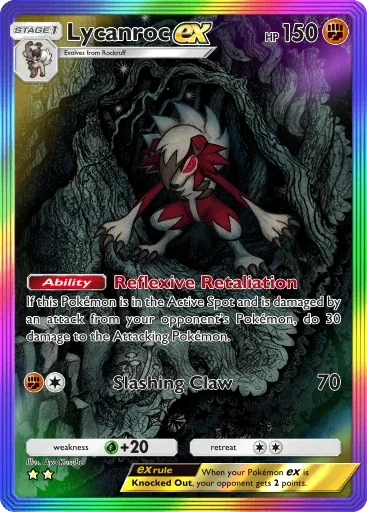 STAGE 1
Lycanroc ex
HP 150
Evolves from Rockruff
Ability Reflexive Retaliation
If this Pokémon is in the Active Spot and is damaged by
an attack from your opponent's Pokémon, do 30
damage to the Attacking Pokémon.
Slashing Claw 70
weakness +20 retreat
Illus.
ex rule When your Pokémon ex is
Knocked Out, your opponent gets 2 points.